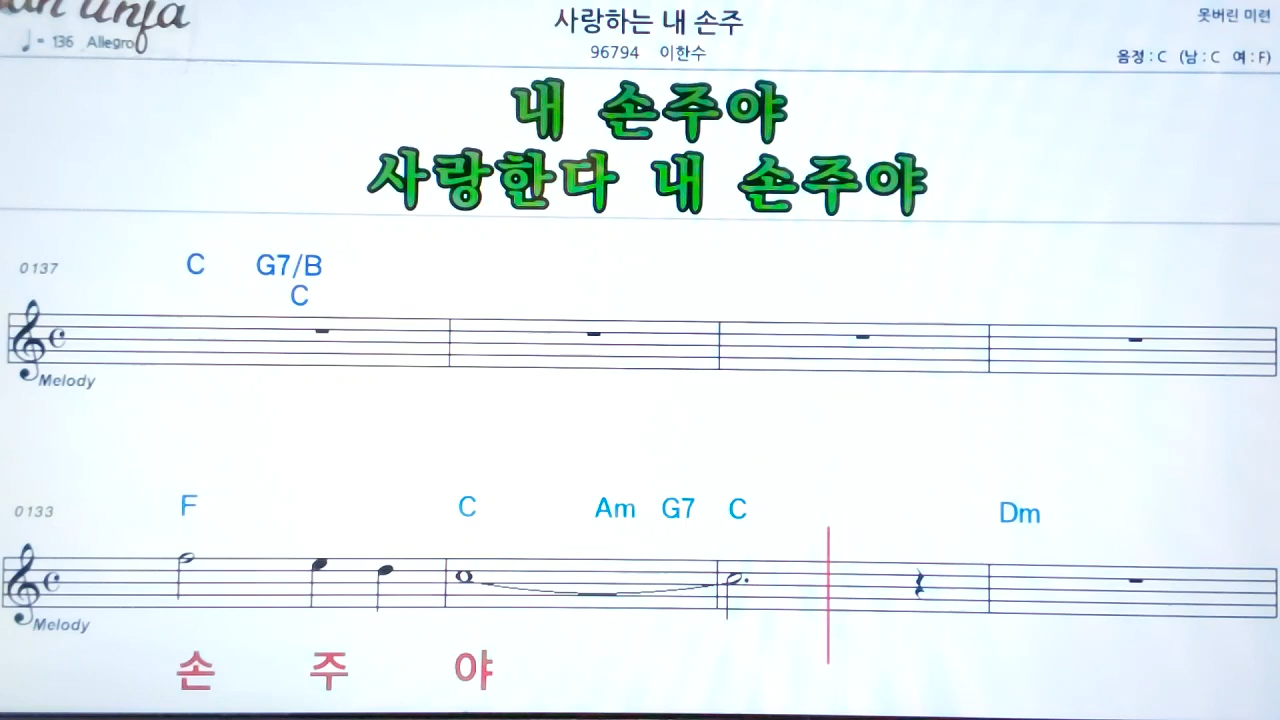 사랑하는 내 손주
못버린 미련
♩= 136 Allegro
96794 이한수
음정 : C (남 : C 여 : F)
내 손주야
사랑한다 내 손주야
0137 C G7/B
C
Melody
0133 F C Am G7 C Dm
Melody
손 주 야